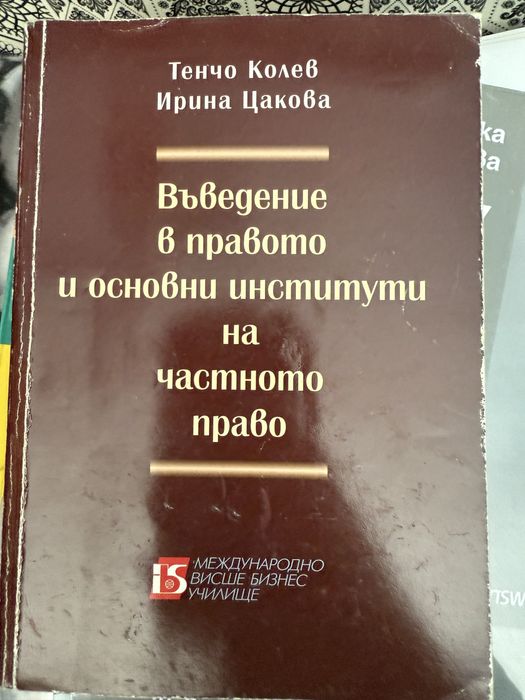 Тенчо Колев
Ирина Цакова
Въведение
в правото
и основни институти
на
частното
право
МЕЖДУНАРОДНО
ВИСШЕ БИЗНЕС
УЧИЛИЩЕ